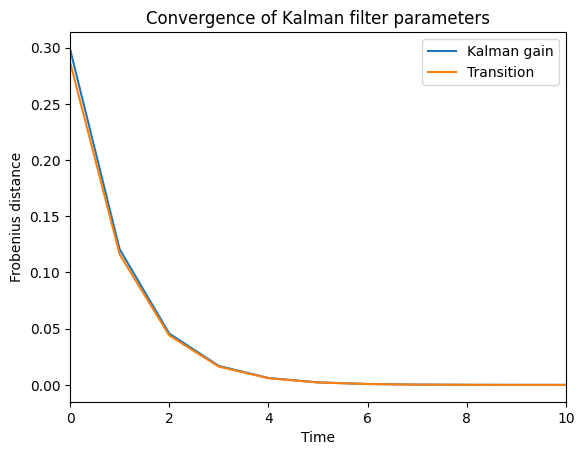 Convergence of Kalman filter parameters
Kalman gain
Transition
Frobenius distance
0.30
0.25
0.20
0.15
0.10
0.05
0.00
0 2 4 6 8 10
Time